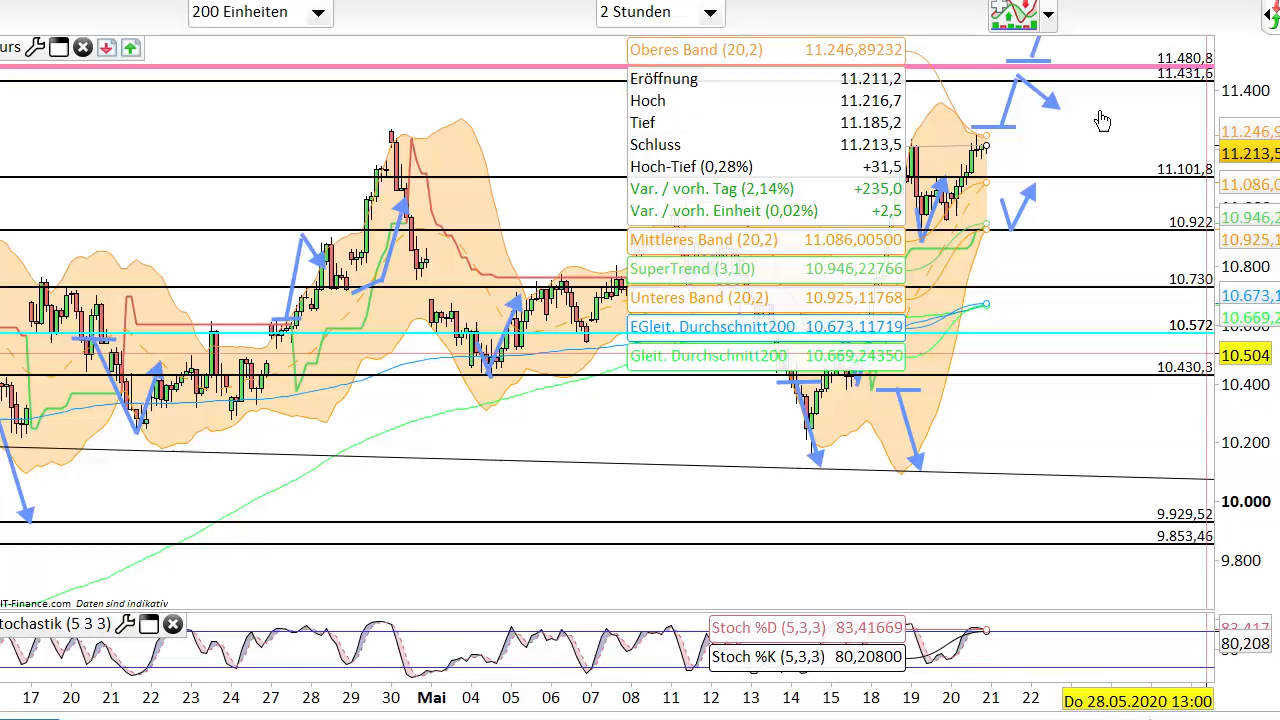 200 Einheiten
2 Stunden
urs
Oberes Band (20,2) 11.246,89232
Eröffnung 11.211,2
Hoch 11.216,7
Tief 11.185,2
Schluss 11.213,5
Hoch-Tief (0,28%) +31,5
Var. / vorh. Tag (2,14%) +235,0
Var. / vorh. Einheit (0,02%) +2,5
Mittleres Band (20,2) 11.086,00500
SuperTrend (3,10) 10.946,22766
Unteres Band (20,2) 10.925,11768
EGleit. Durchschnitt200 10.673,11719
Gleit. Durchschnitt200 10.669,24350
11.480,8
11.431,6
11.101,8
10.922
10.730
10.572
10.430,3
9.929,52
9.853,46
11.400
11.246,9
11.213,5
11.086,0
10.946,2
10.925,1
10.800
10.673,1
10.669,2
10.504
10.400
10.200
10.000
9.800
IT-Finance.com Daten sind indikativ
tochastik (5 3 3)
Stoch %D (5,3,3) 83,41669
Stoch %K (5,3,3) 80,20800
83,417
80,208
17 20 21 22 23 24 27 28 29 30 Mai 04 05 06 07 08 11 12 13 14 15 18 19 20 21 22
Do 28.05.2020 13:00